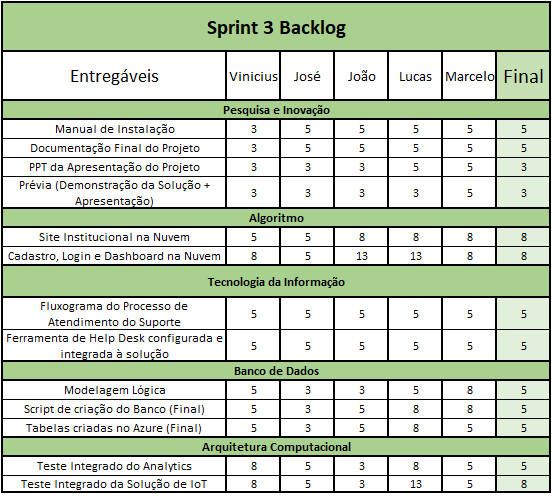 Sprint 3 Backlog
Entregáveis Vinicius José João Lucas Marcelo Final
Pesquisa e Inovação
Manual de Instalação 3 5 5 5 5 5
Documentação Final do Projeto 3 5 5 5 5 5
PPT da Apresentação do Projeto 3 3 3 5 5 3
Prévia (Demonstração da Solução +
Apresentação) 3 3 3 3 5 3
Algoritmo
Site Institucional na Nuvem 5 5 8 8 8 8
Cadastro, Login e Dashboard na Nuvem 8 5 13 13 8 8
Tecnologia da Informação
Fluxograma do Processo de
Atendimento do Suporte 5 5 5 5 5 5
Ferramenta de Help Desk configurada e
integrada à solução 5 5 5 5 5 5
Banco de Dados
Modelagem Lógica 5 3 3 5 8 5
Script de criação do Banco (Final) 5 3 5 8 8 5
Tabelas criadas no Azure (Final) 5 3 5 8 5 5
Arquitetura Computacional
Teste Integrado do Analytics 8 5 3 8 5 5
Teste Integrado da Solução de IoT 8 5 3 13 5 8